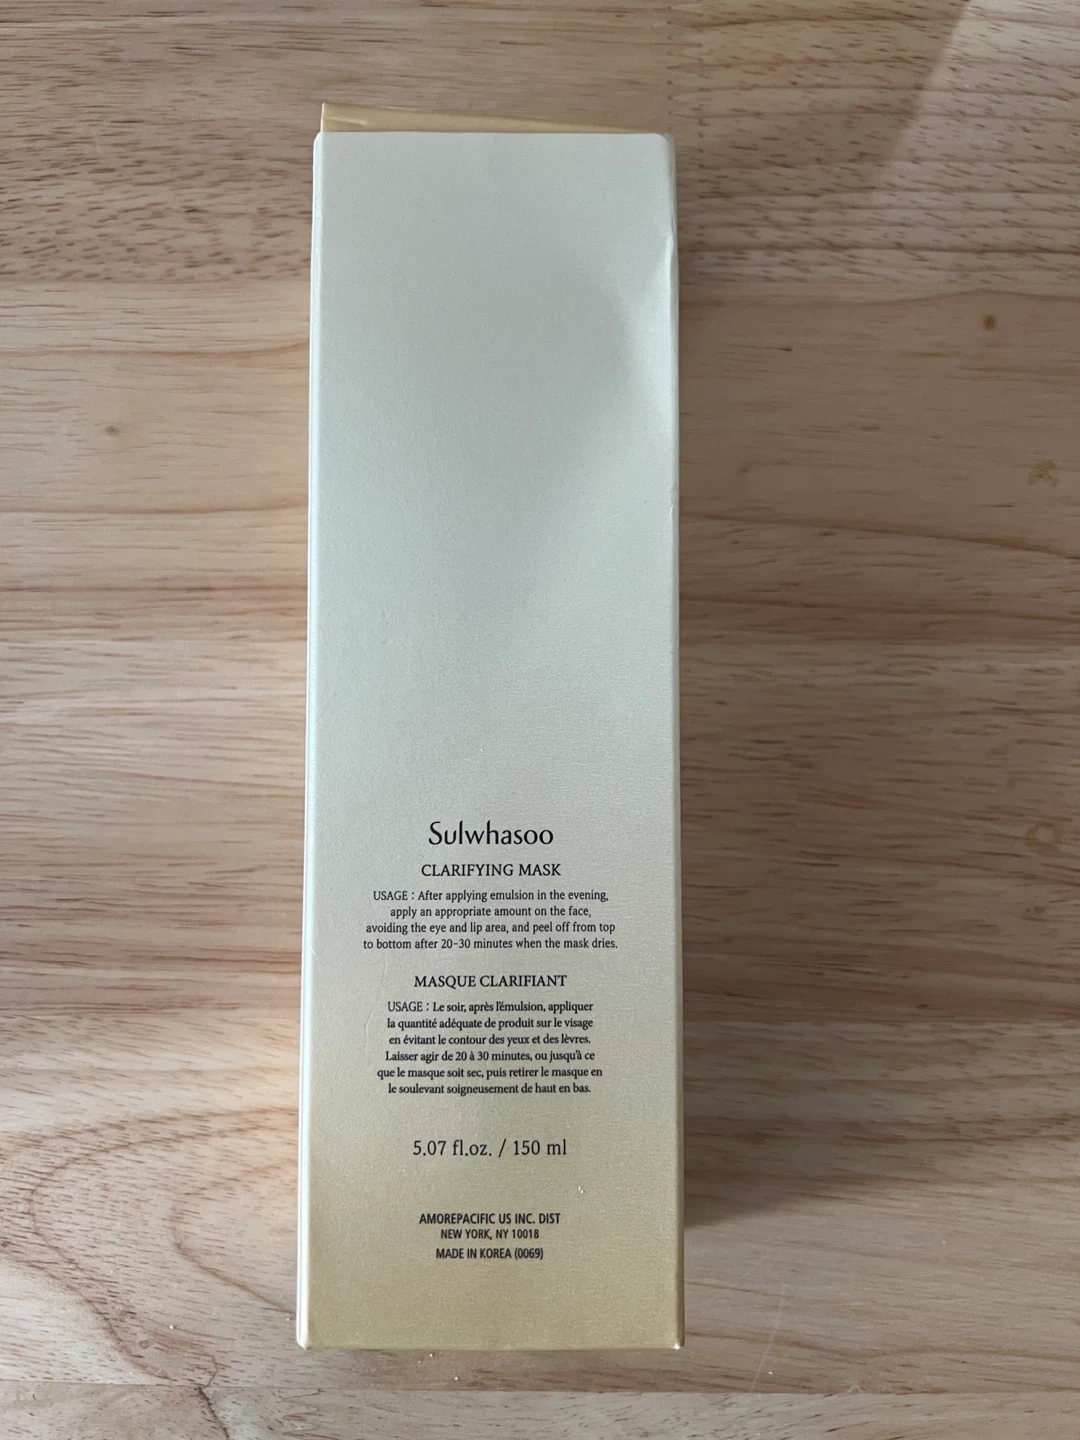 Sulwhasoo
CLARIFYING MASK
USAGE : After applying emulsion in the evening,
apply an appropriate amount on the face,
avoiding the eye and lip area, and peel off from top
to bottom after 20-30 minutes when the mask dries.
MASQUE CLARIFIANT
USAGE : Le soir, après l'émulsion, appliquer
la quantité adéquate de produit sur le visage
en évitant le contour des yeux et des lèvres.
Laisser agir de 20 à 30 minutes, ou jusqu'à ce
que le masque soit sec, puis retirer le masque en
le soulevant soigneusement de haut en bas.
5.07 fl.oz. / 150 ml
AMOREPACIFIC US INC. DIST
NEW YORK, NY 10018
MADE IN KOREA (0069)